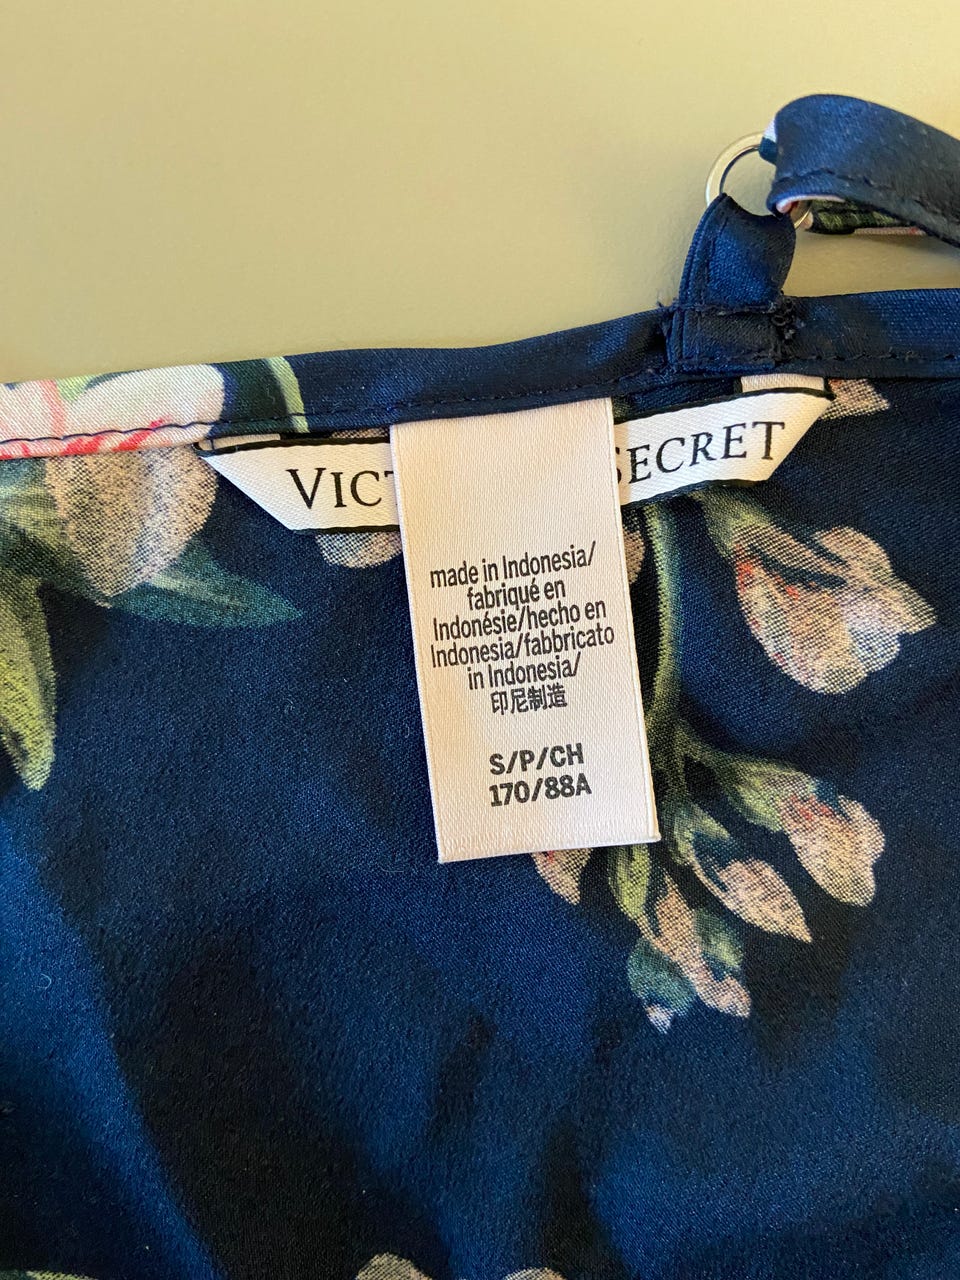 VICT SECRET
made in Indonesia/
fabriqué en
Indonésie/hecho en
Indonesia/fabbricato
in Indonesia/
印尼制造
S/P/CH
170/88A